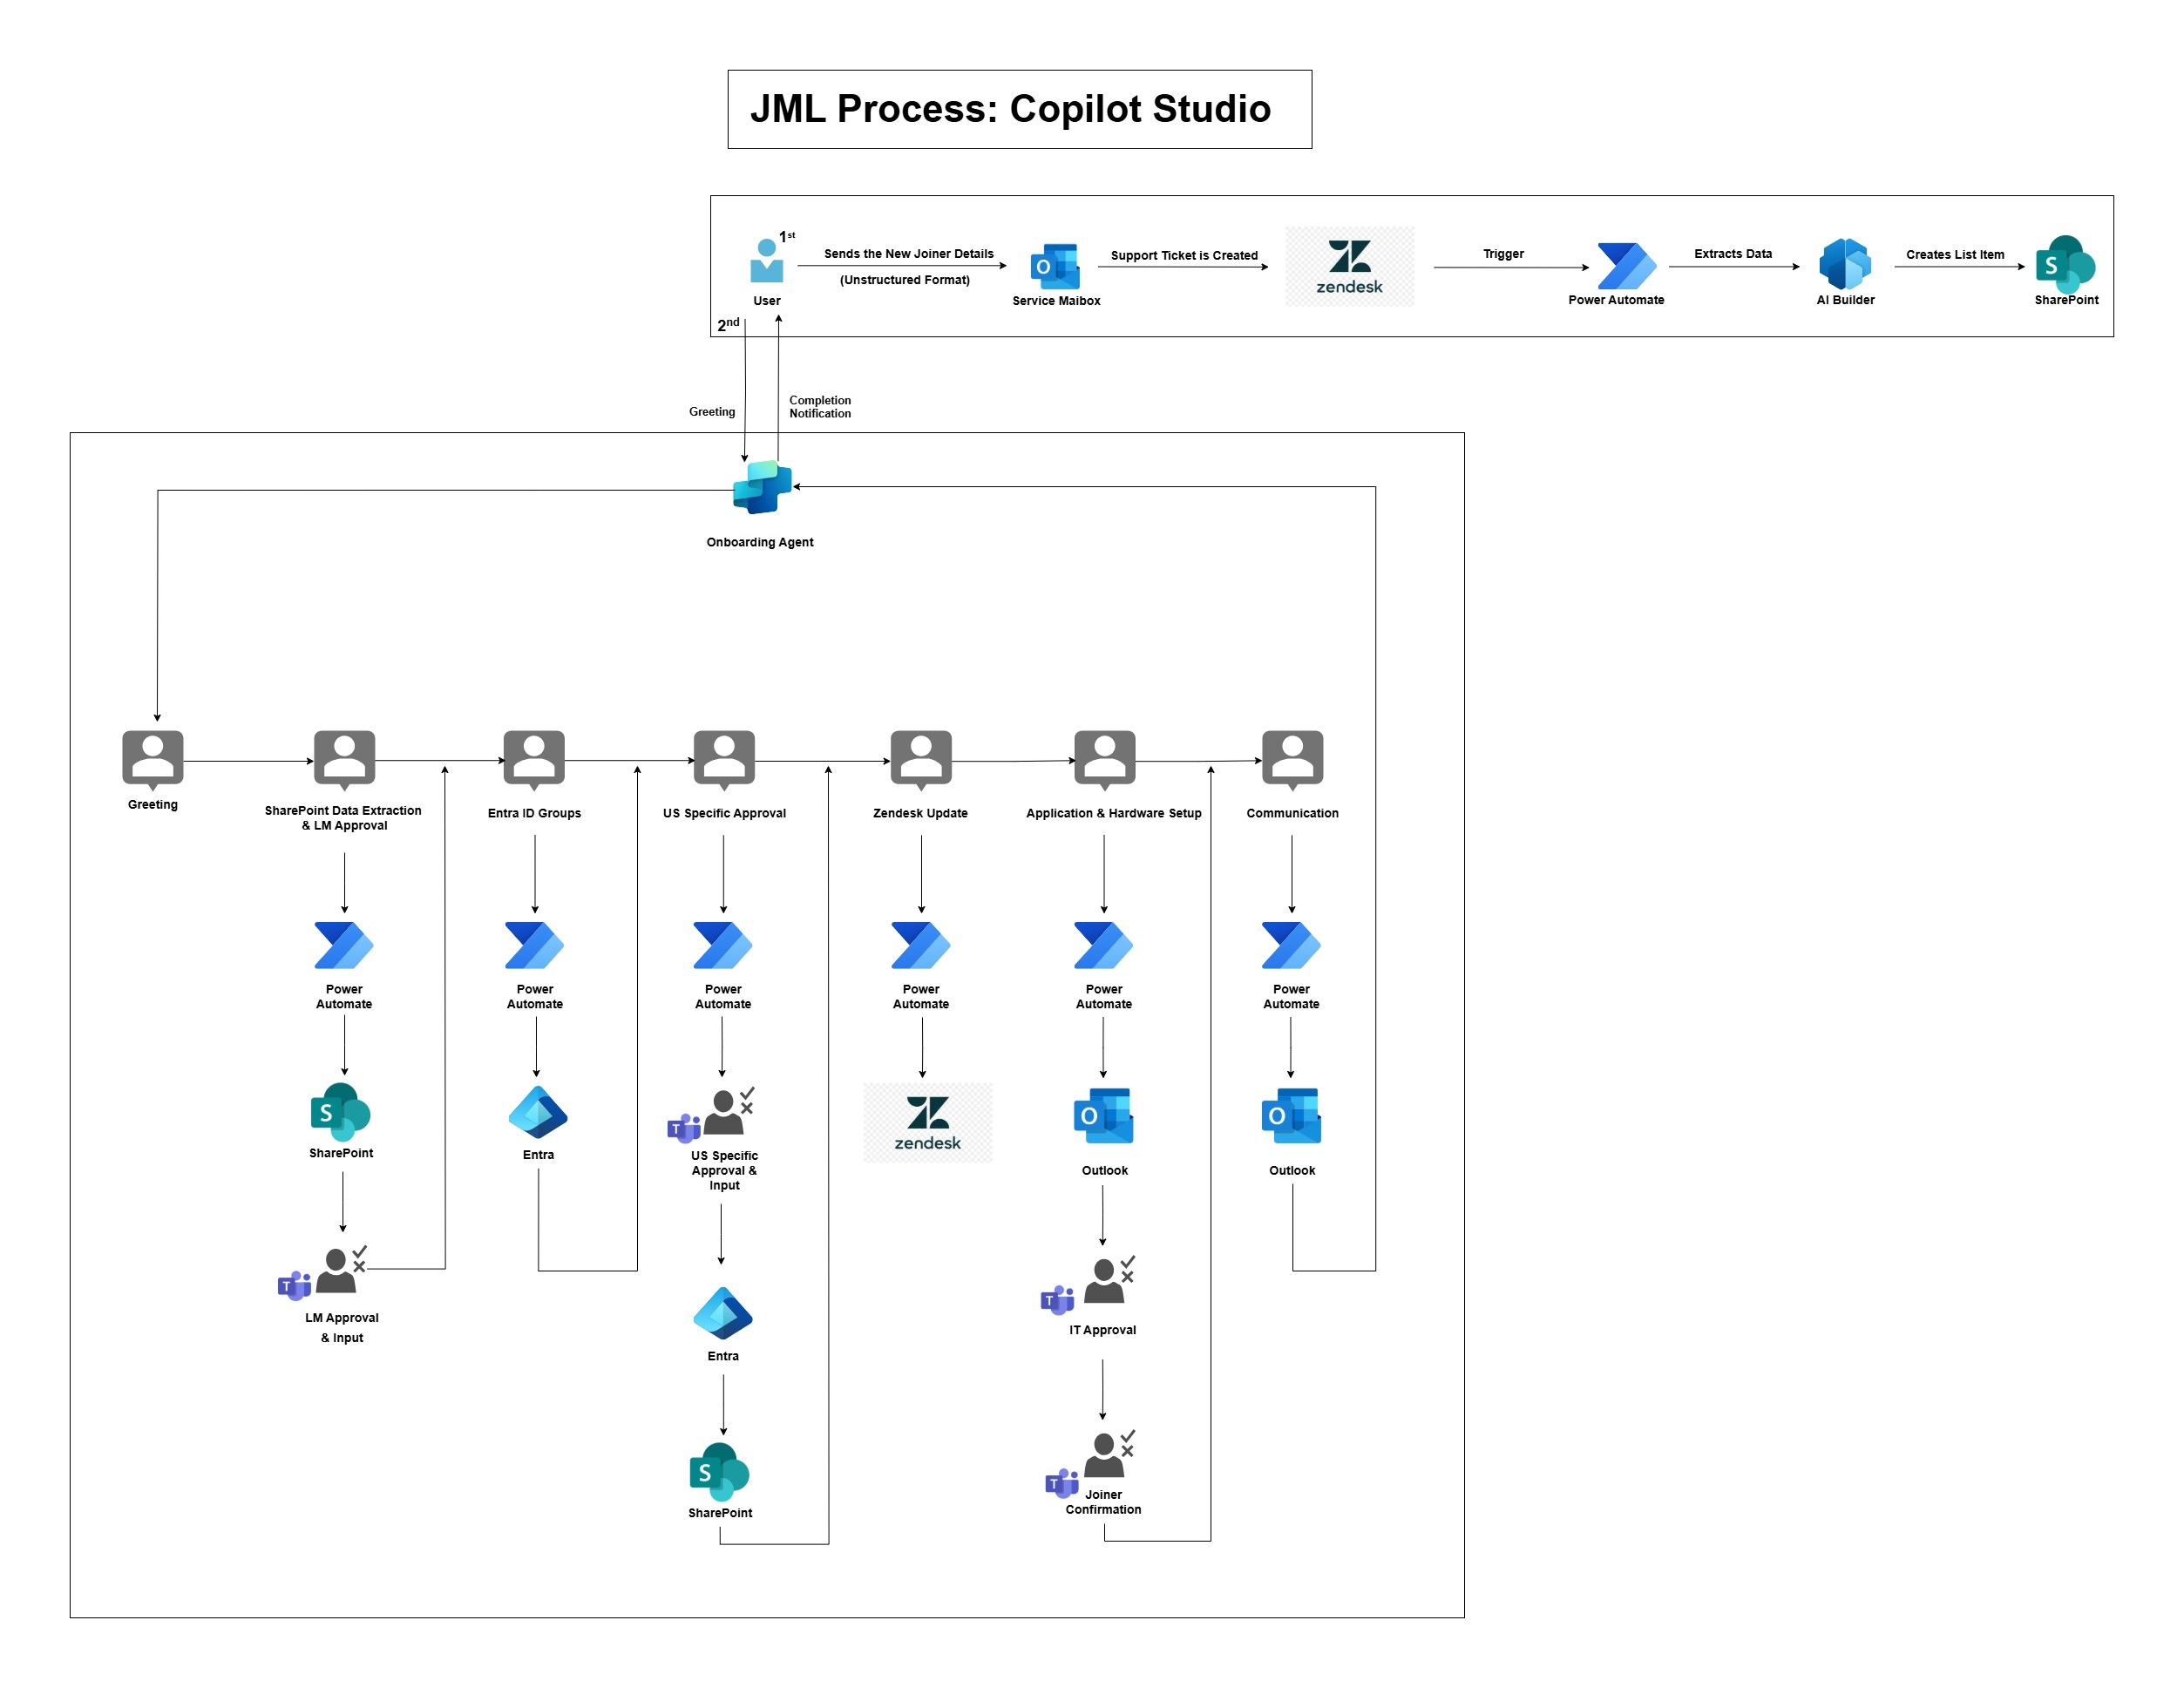 JML Process: Copilot Studio
1st
Sends the New Joiner Details
(Unstructured Format)
Support Ticket is Created
zendesk
Trigger
Extracts Data
Creates List Item
S
O
User
Service Maibox
Power Automate
AI Builder
SharePoint
2nd
Greeting
Completion
Notification
Onboarding Agent
Greeting
SharePoint Data Extraction
& LM Approval
Entra ID Groups
US Specific Approval
Zendesk Update
Application & Hardware Setup
Communication
Power
Automate
Power
Automate
Power
Automate
Power
Automate
Power
Automate
Power
Automate
S
SharePoint
Entra
T
US Specific
Approval &
Input
zendesk
O
Outlook
O
Outlook
T
LM Approval
& Input
Entra
T
IT Approval
S
SharePoint
T
Joiner
Confirmation